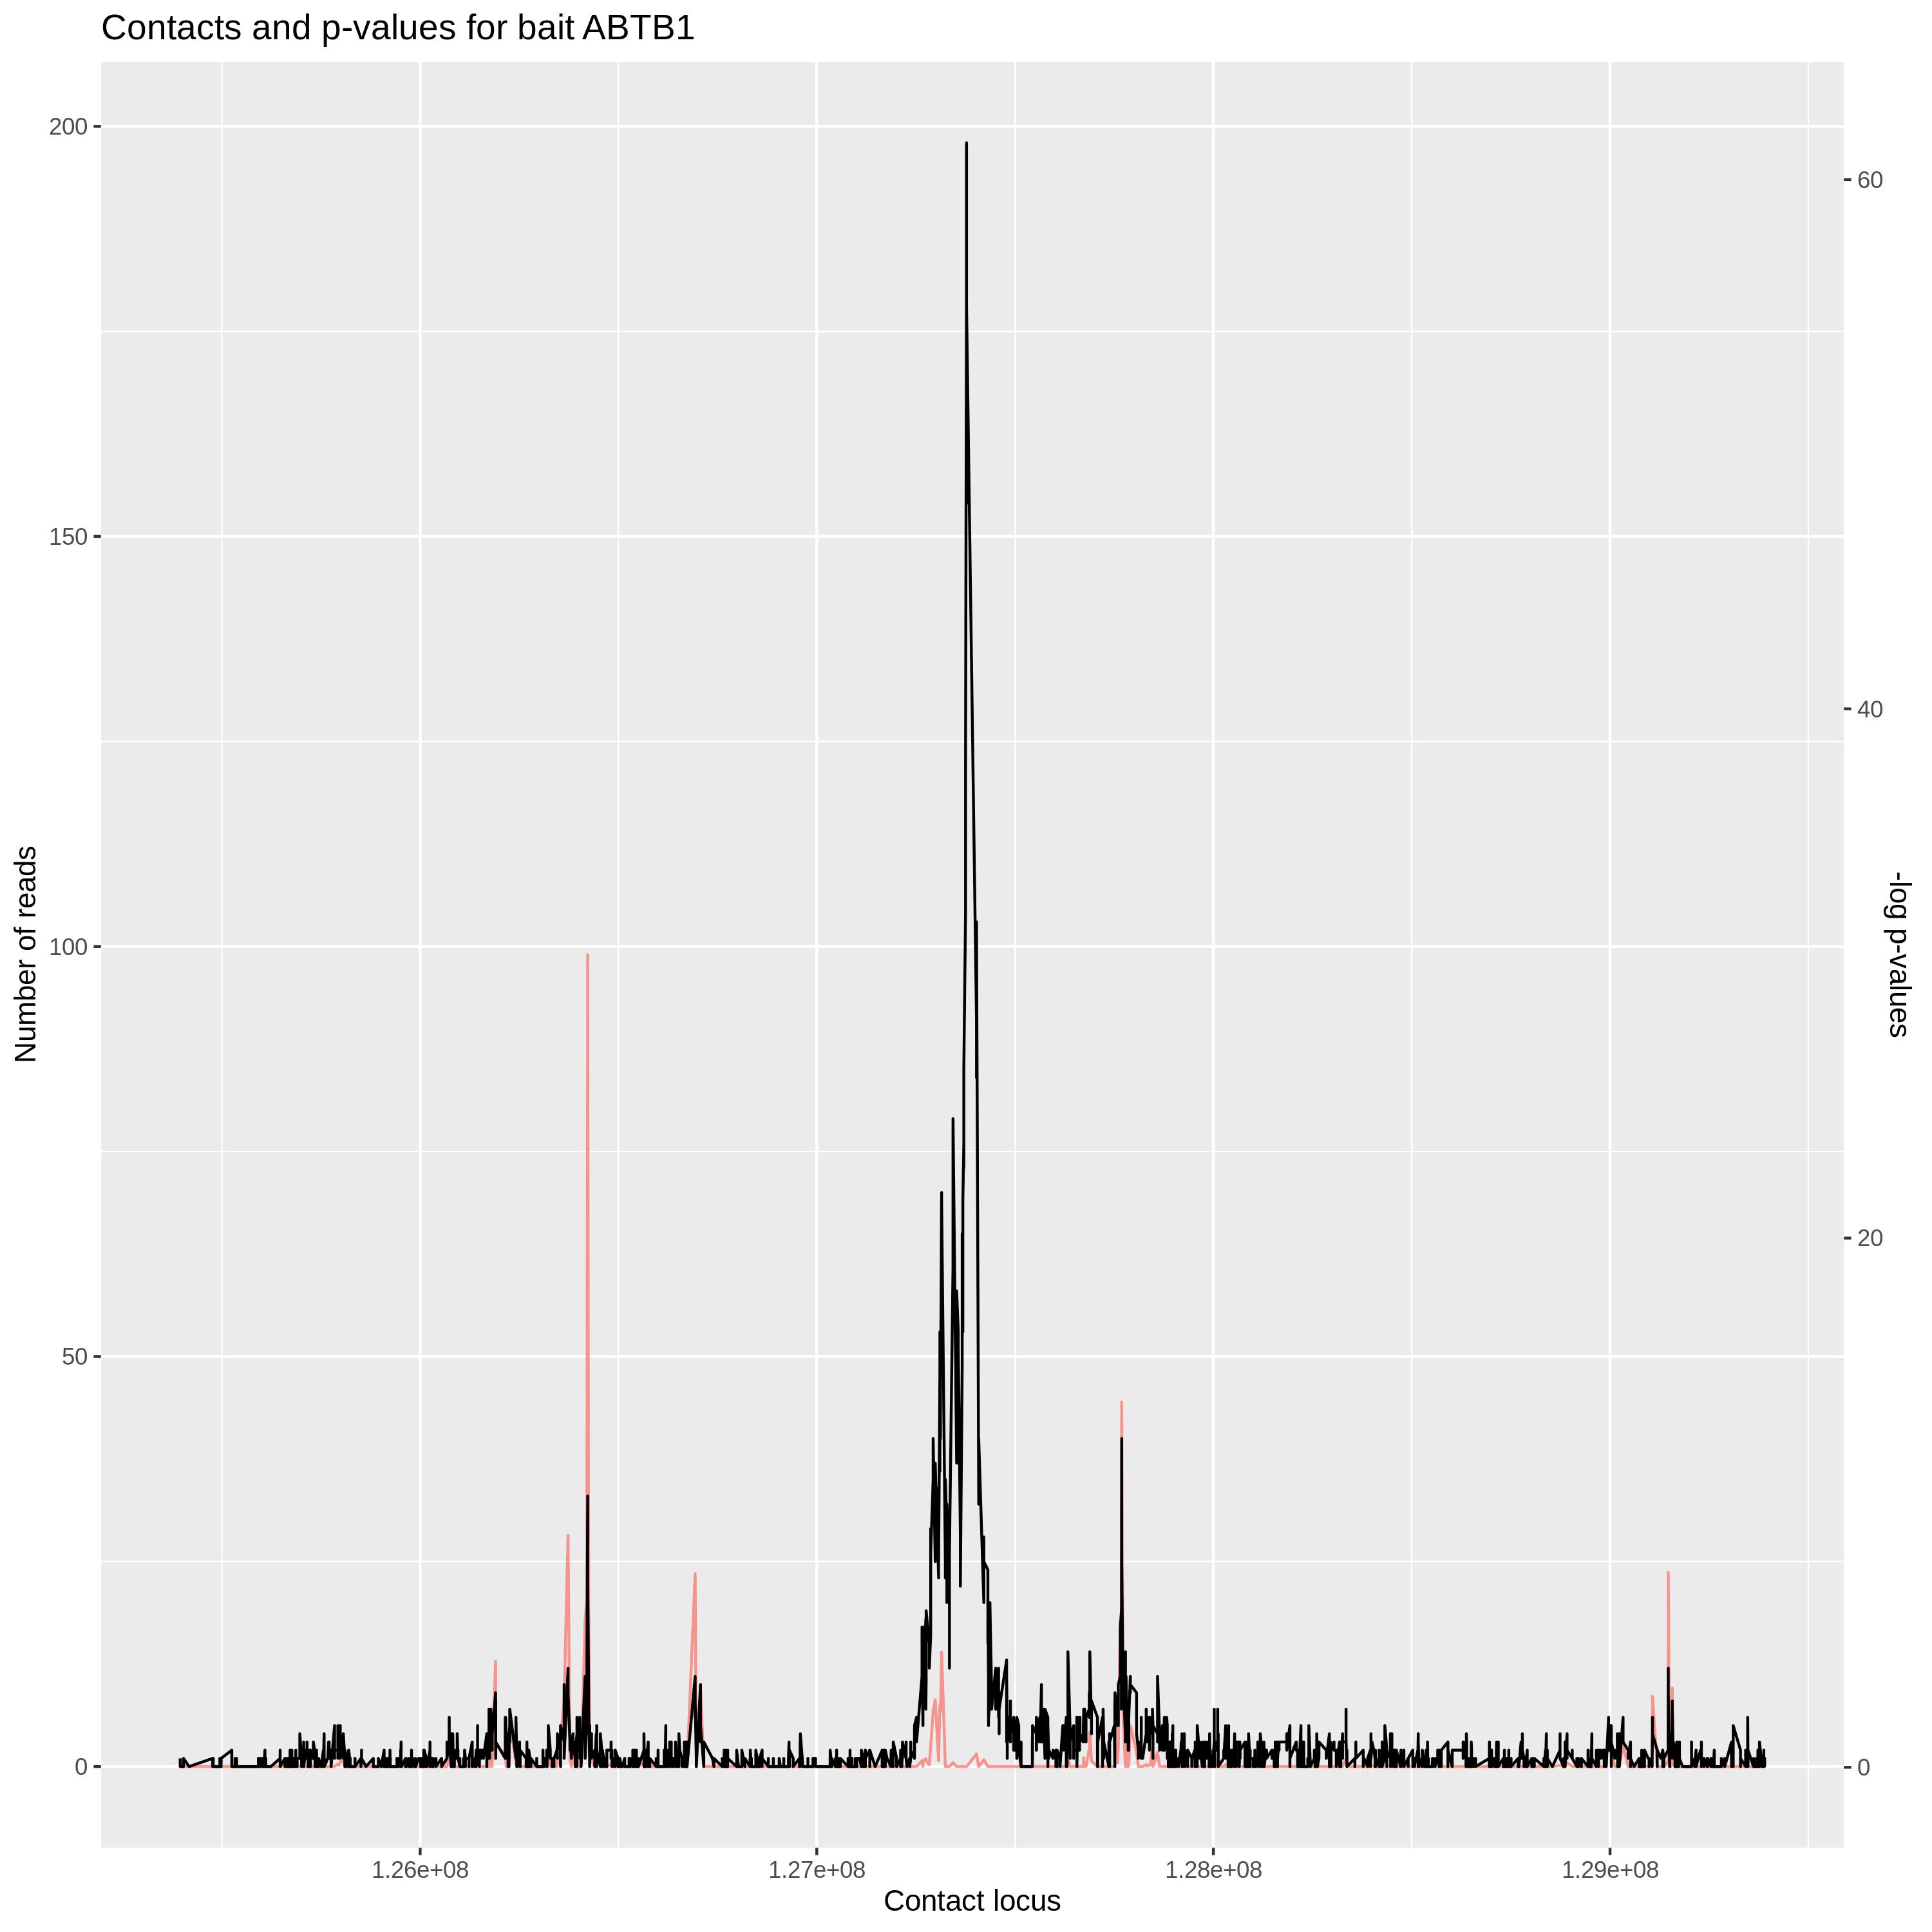 Contacts and p-values for bait ABTB1
200
150
100
50
0
Number of reads
60
40
20
0
-log p-values
1.26e+08
1.27e+08
1.28e+08
1.29e+08
Contact locus